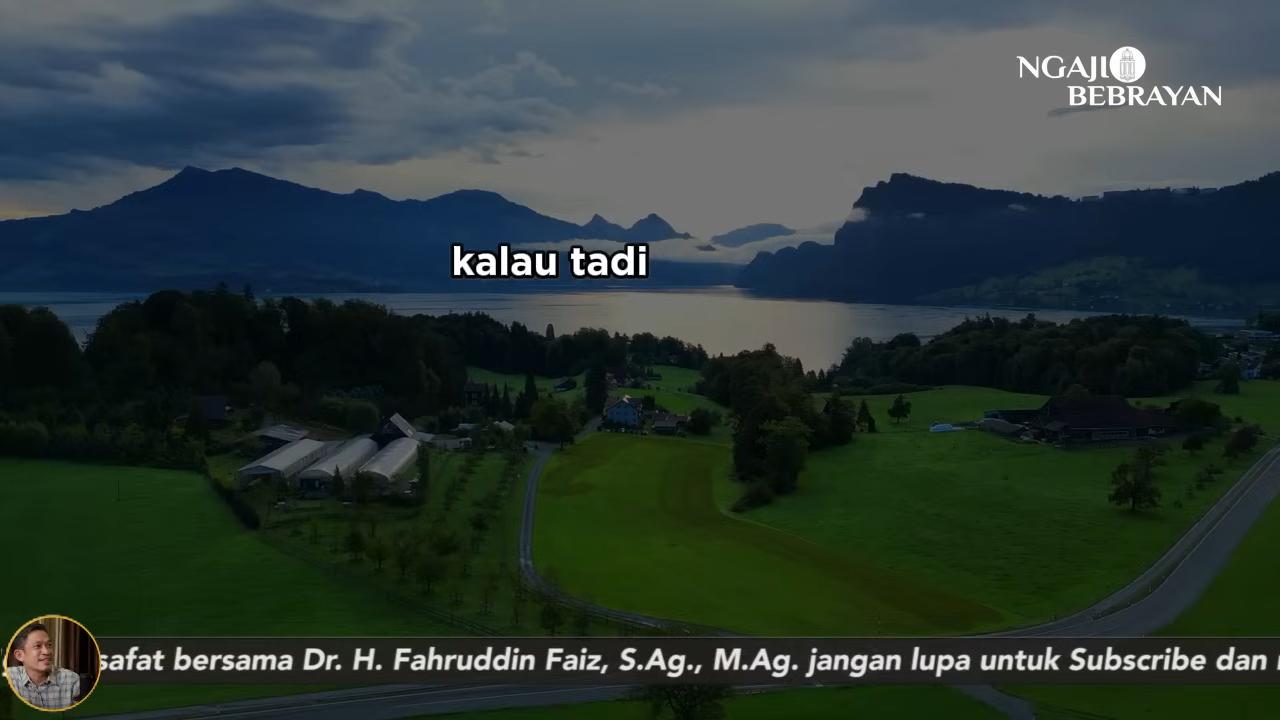 NGAJI
BEBRAYAN
kalau tadi
safat bersama Dr. H. Fahruddin Faiz, S.Ag., M.Ag. jangan lupa untuk Subscribe dan